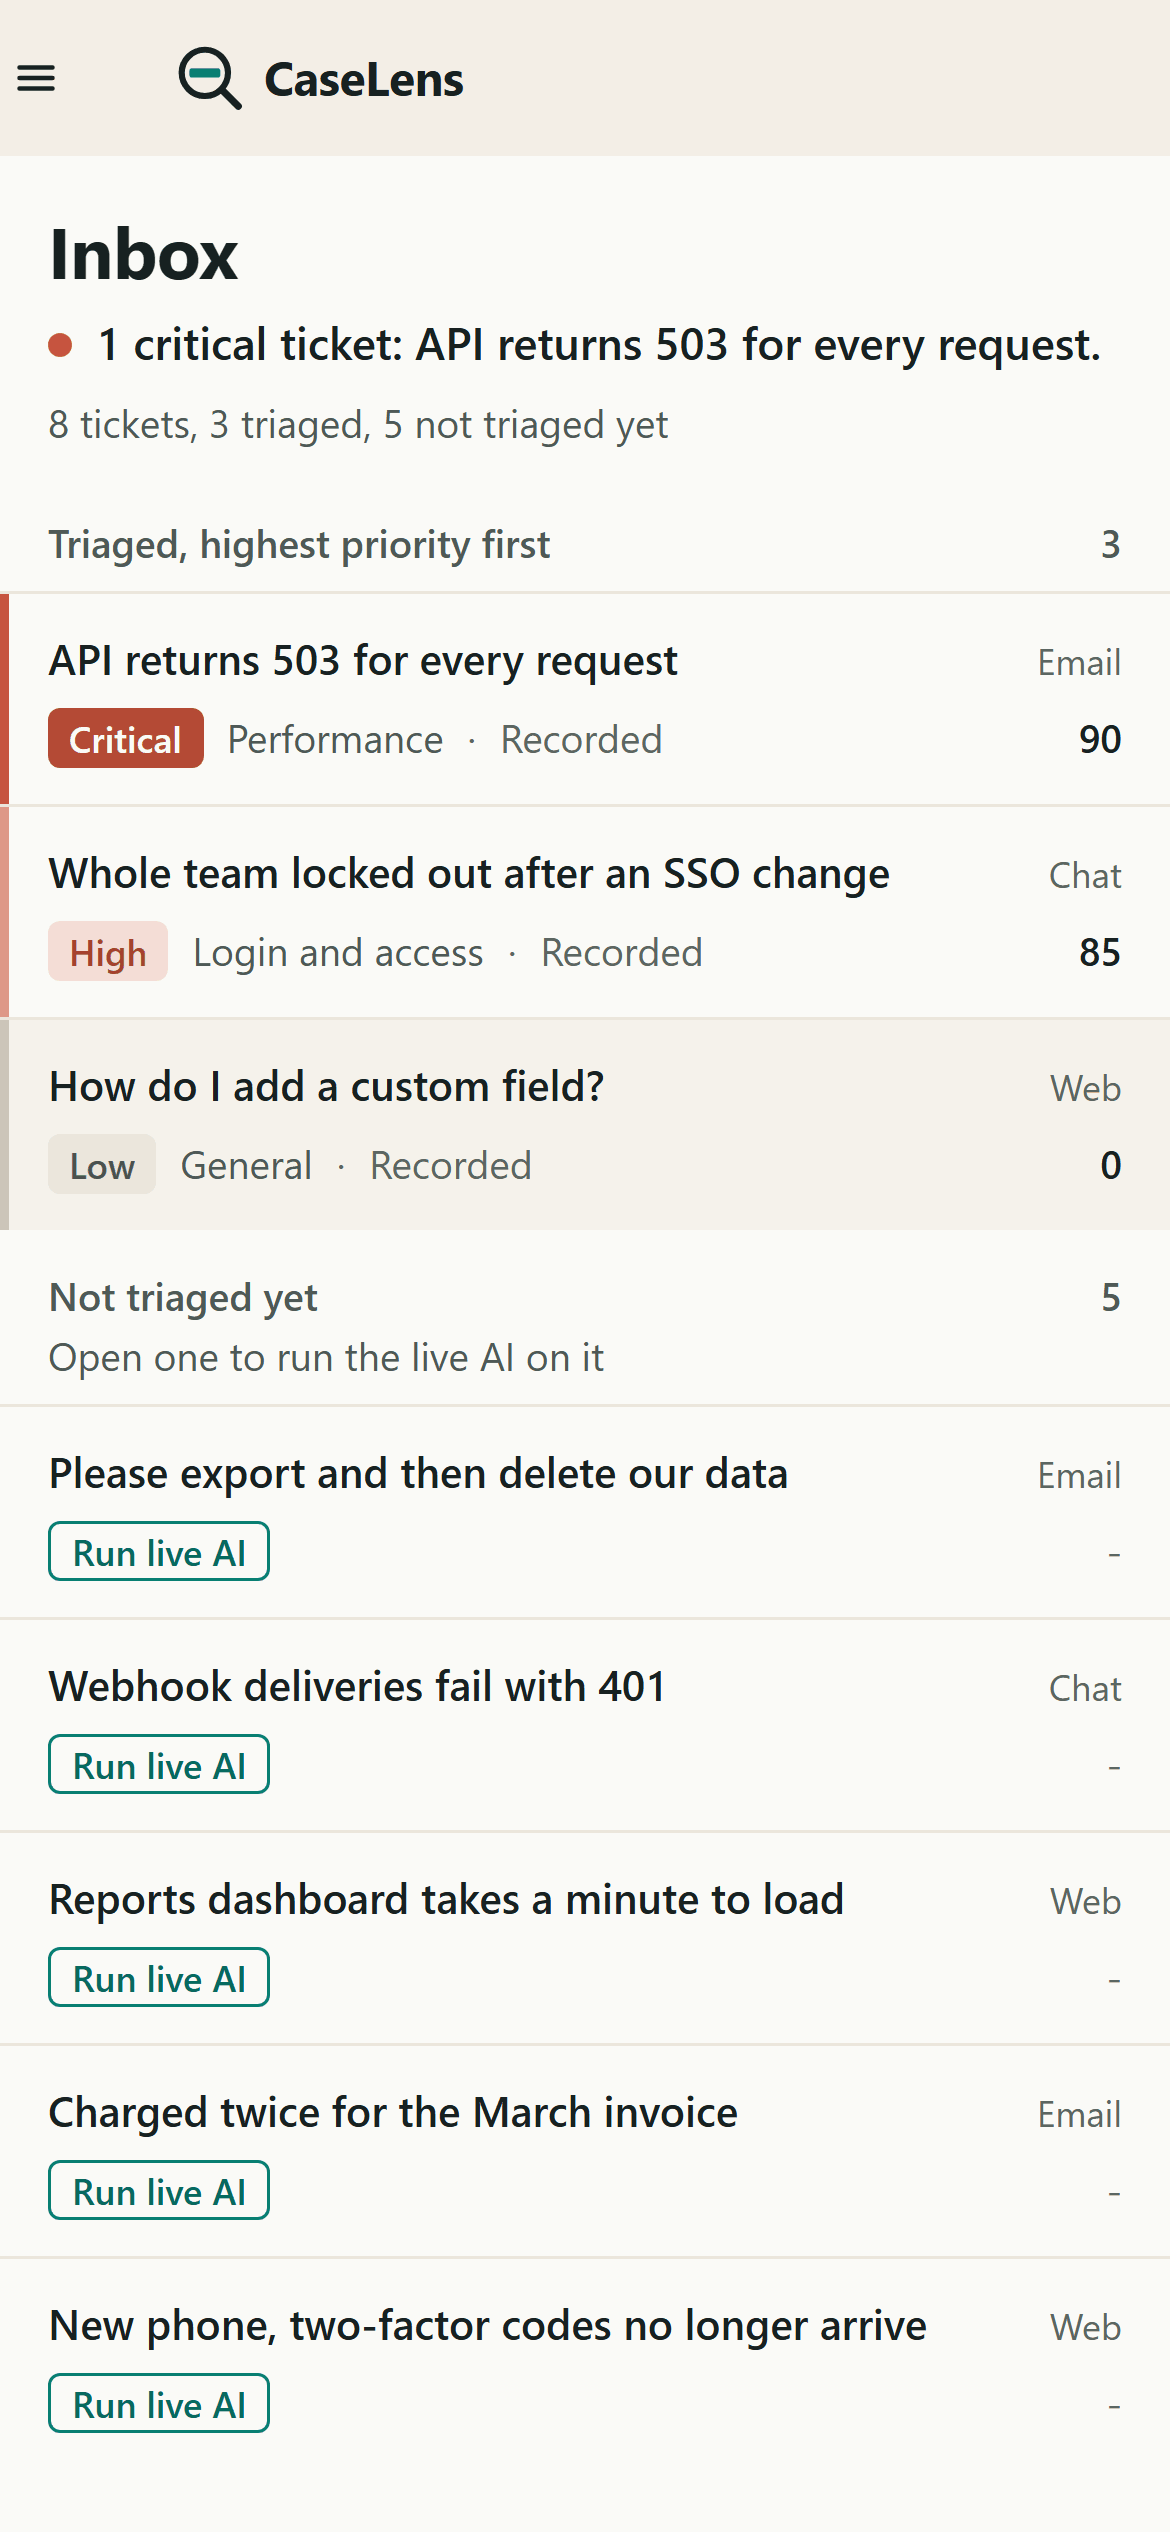 CaseLens
Inbox
1 critical ticket: API returns 503 for every request.
8 tickets, 3 triaged, 5 not triaged yet
Triaged, highest priority first 3
API returns 503 for every request Email
Critical Performance · Recorded 90
Whole team locked out after an SSO change Chat
High Login and access · Recorded 85
How do I add a custom field? Web
Low General · Recorded 0
Not triaged yet 5
Open one to run the live AI on it
Please export and then delete our data Email
Run live AI -
Webhook deliveries fail with 401 Chat
Run live AI -
Reports dashboard takes a minute to load Web
Run live AI -
Charged twice for the March invoice Email
Run live AI -
New phone, two-factor codes no longer arrive Web
Run live AI -